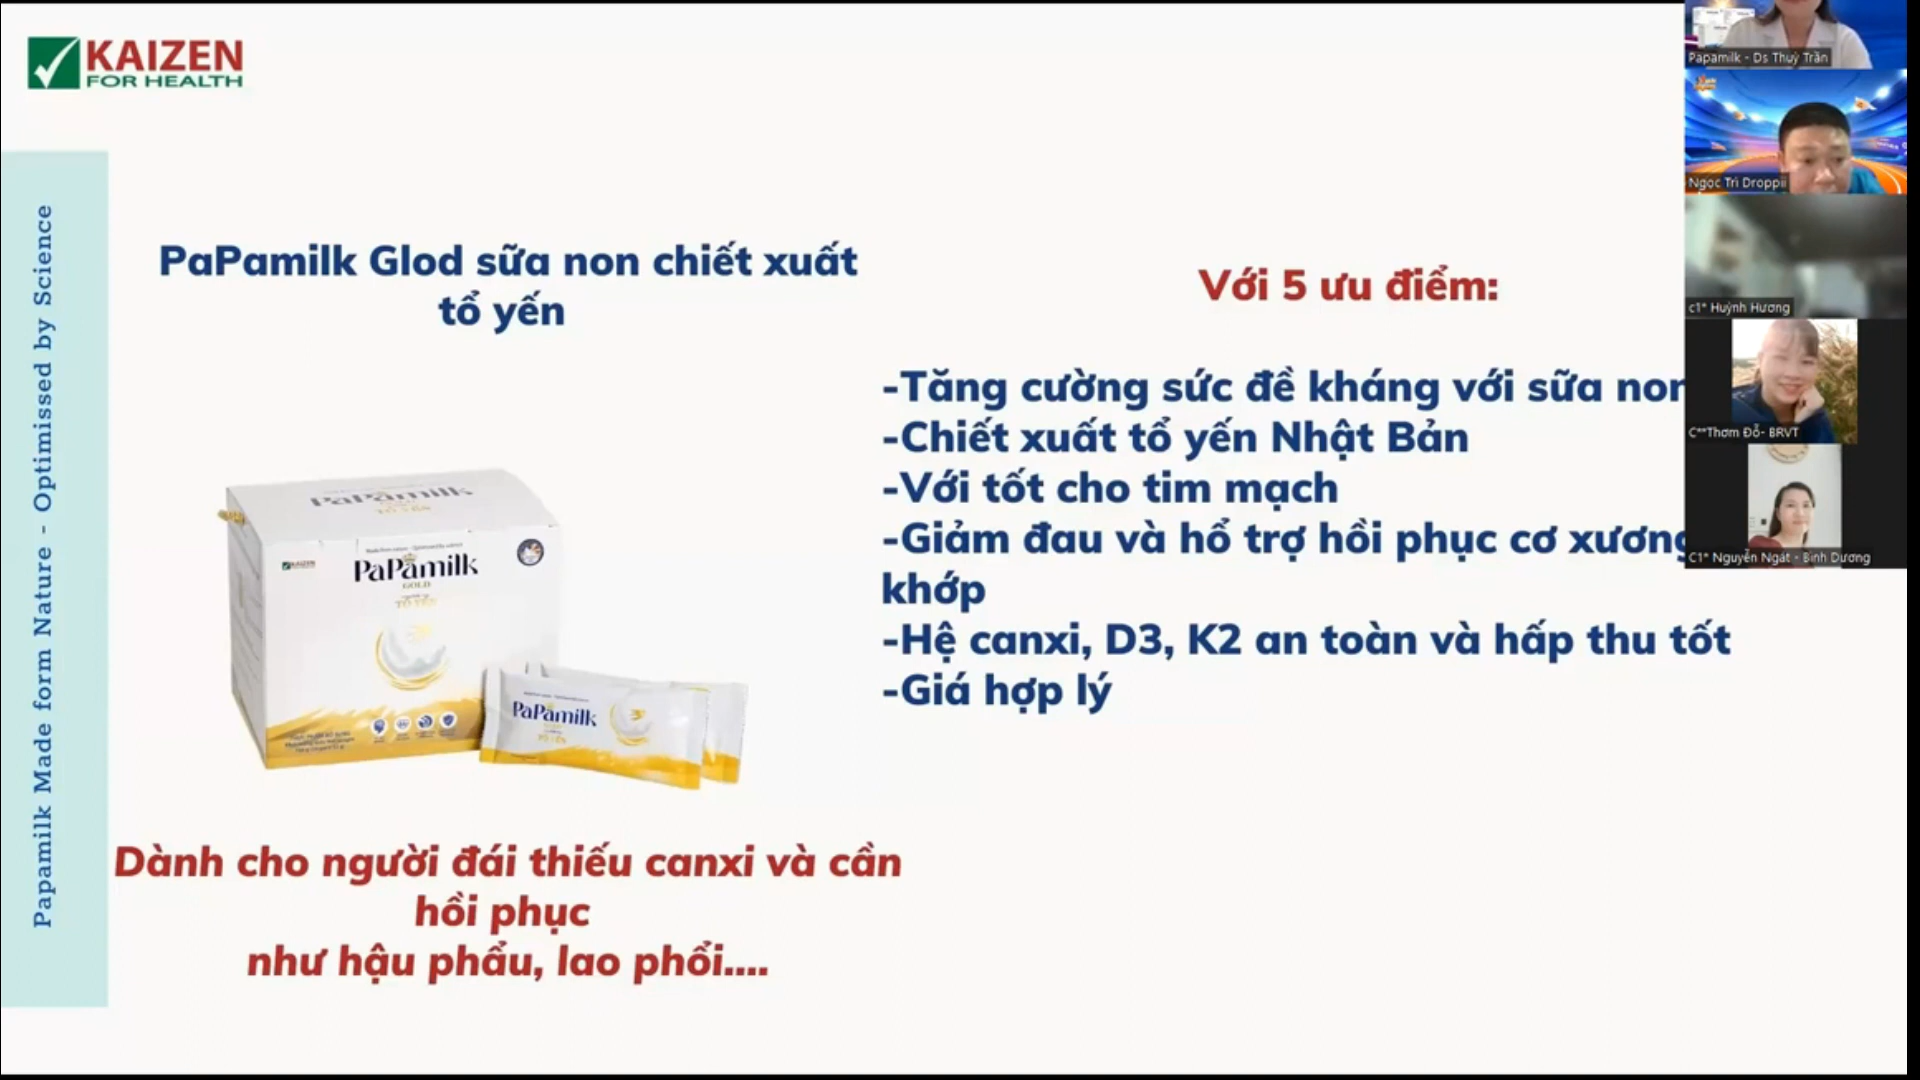 KAIZEN
FOR HEALTH
Papamilk Made form Nature - Optimissed by Science
PaPamilk Glod sữa non chiết xuất
tổ yến
PaPamilk
PaPamilk
GOLD
TỔ YẾN
KAIZEN
PaPamilk
Dành cho người đái thiếu canxi và cần
hồi phục
như hậu phẩu, lao phổi....
Với 5 ưu điểm:
-Tăng cường sức đề kháng với sữa non
-Chiết xuất tổ yến Nhật Bản
-Với tốt cho tim mạch
-Giảm đau và hổ trợ hồi phục cơ xương
khớp
-Hệ canxi, D3, K2 an toàn và hấp thu tốt
-Giá hợp lý
Papamilk - Ds Thuỳ Trần
Ngọc Trì Droppii
c1* Huỳnh Hương
C**Thơm Đỗ- BRVT
C1* Nguyễn Ngát - Bình Dương